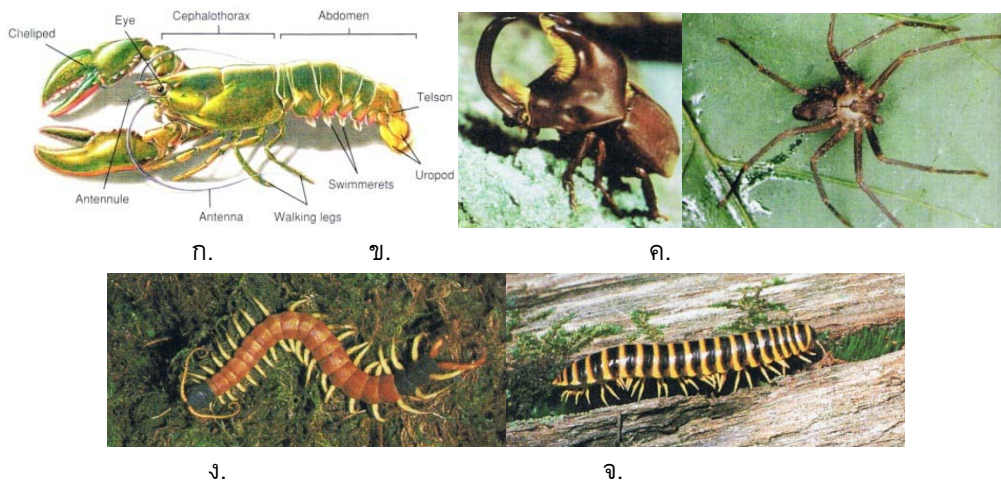 Cephalothorax
Abdomen
Eye
Cheliped
Telson
Uropod
Swimmerets
Antennule
Antenna
Walking legs
ก. ข. ค.
ง. จ.